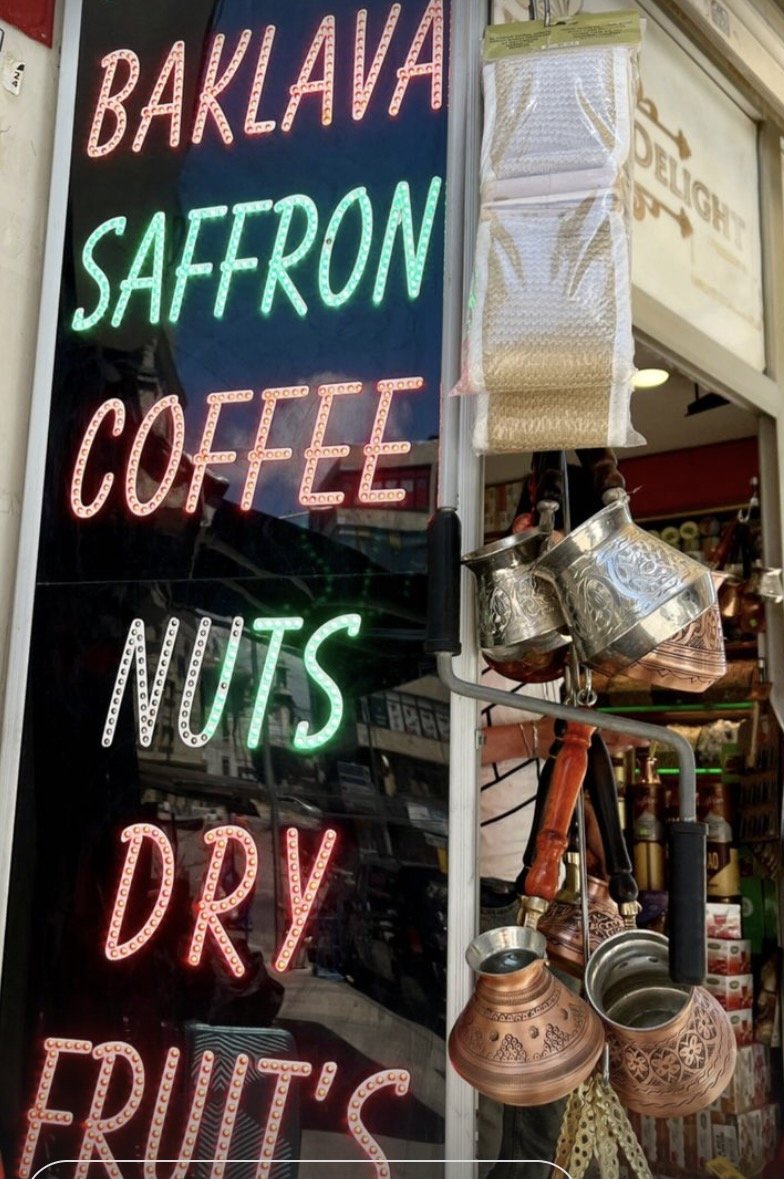 BAKLAVA
SAFFRON
COFFEE
NUTS
DRY
FRUIT'S
DELIGHT